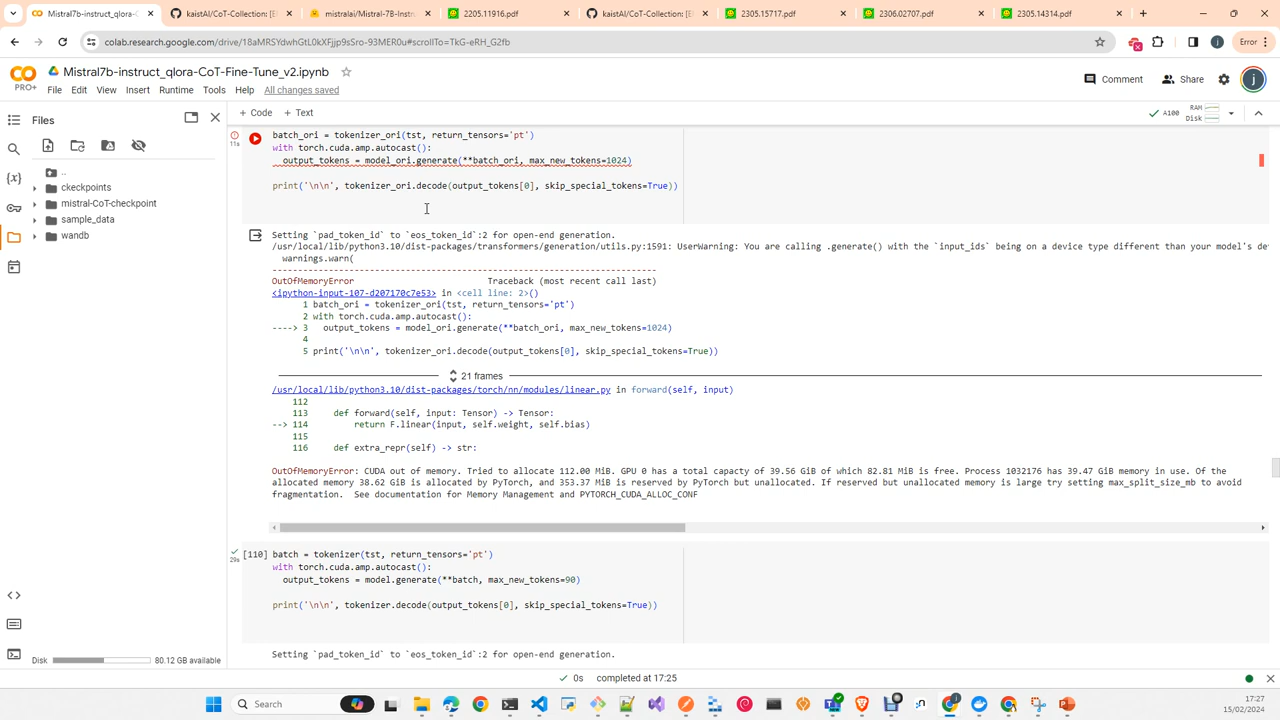 Mistral7b-instruct_qlora-C
kaistAI/CoT-Collection: [E
mistralai/Mistral-7B-Instr
2205.11916.pdf
kaistAI/CoT-Collection: [E
2305.15717.pdf
2306.02707.pdf
2305.14314.pdf
colab.research.google.com/drive/18aMRSYdwhGtL0kXFjjp9sSro-93MER0u#scrollTo=TkG-eRH_G2fb
Error
PRO+
Mistral7b-instruct_qlora-CoT-Fine-Tune_v2.ipynb
File Edit View Insert Runtime Tools Help All changes saved
Comment
Share
j
Files
+ Code + Text
A100
RAM
Disk
..
ckeckpoints
mistral-CoT-checkpoint
sample_data
wandb
11s
batch_ori = tokenizer_ori(tst, return_tensors='pt')
with torch.cuda.amp.autocast():
output_tokens = model_ori.generate(**batch_ori, max_new_tokens=1024)
print('\n\n', tokenizer_ori.decode(output_tokens[0], skip_special_tokens=True))
Setting `pad_token_id` to `eos_token_id`:2 for open-end generation.
/usr/local/lib/python3.10/dist-packages/transformers/generation/utils.py:1591: UserWarning: You are calling .generate() with the `input_ids` being on a device type different than your model's de
warnings.warn(
---------------------------------------------------------------------------
OutOfMemoryError Traceback (most recent call last)
<ipython-input-107-d207170c7e53> in <cell line: 2>()
1 batch_ori = tokenizer_ori(tst, return_tensors='pt')
2 with torch.cuda.amp.autocast():
----> 3 output_tokens = model_ori.generate(**batch_ori, max_new_tokens=1024)
4
5 print('\n\n', tokenizer_ori.decode(output_tokens[0], skip_special_tokens=True))
21 frames
/usr/local/lib/python3.10/dist-packages/torch/nn/modules/linear.py in forward(self, input)
112
113 def forward(self, input: Tensor) -> Tensor:
--> 114 return F.linear(input, self.weight, self.bias)
115
116 def extra_repr(self) -> str:
OutOfMemoryError: CUDA out of memory. Tried to allocate 112.00 MiB. GPU 0 has a total capacity of 39.56 GiB of which 82.81 MiB is free. Process 1032176 has 39.47 GiB memory in use. Of the
allocated memory 38.62 GiB is allocated by PyTorch, and 353.37 MiB is reserved by PyTorch but unallocated. If reserved but unallocated memory is large try setting max_split_size_mb to avoid
fragmentation. See documentation for Memory Management and PYTORCH_CUDA_ALLOC_CONF
29s
[110] batch = tokenizer(tst, return_tensors='pt')
with torch.cuda.amp.autocast():
output_tokens = model.generate(**batch, max_new_tokens=90)
print('\n\n', tokenizer.decode(output_tokens[0], skip_special_tokens=True))
Setting `pad_token_id` to `eos_token_id`:2 for open-end generation.
Disk 80.12 GB available
0s completed at 17:25
Search
17:27
15/02/2024